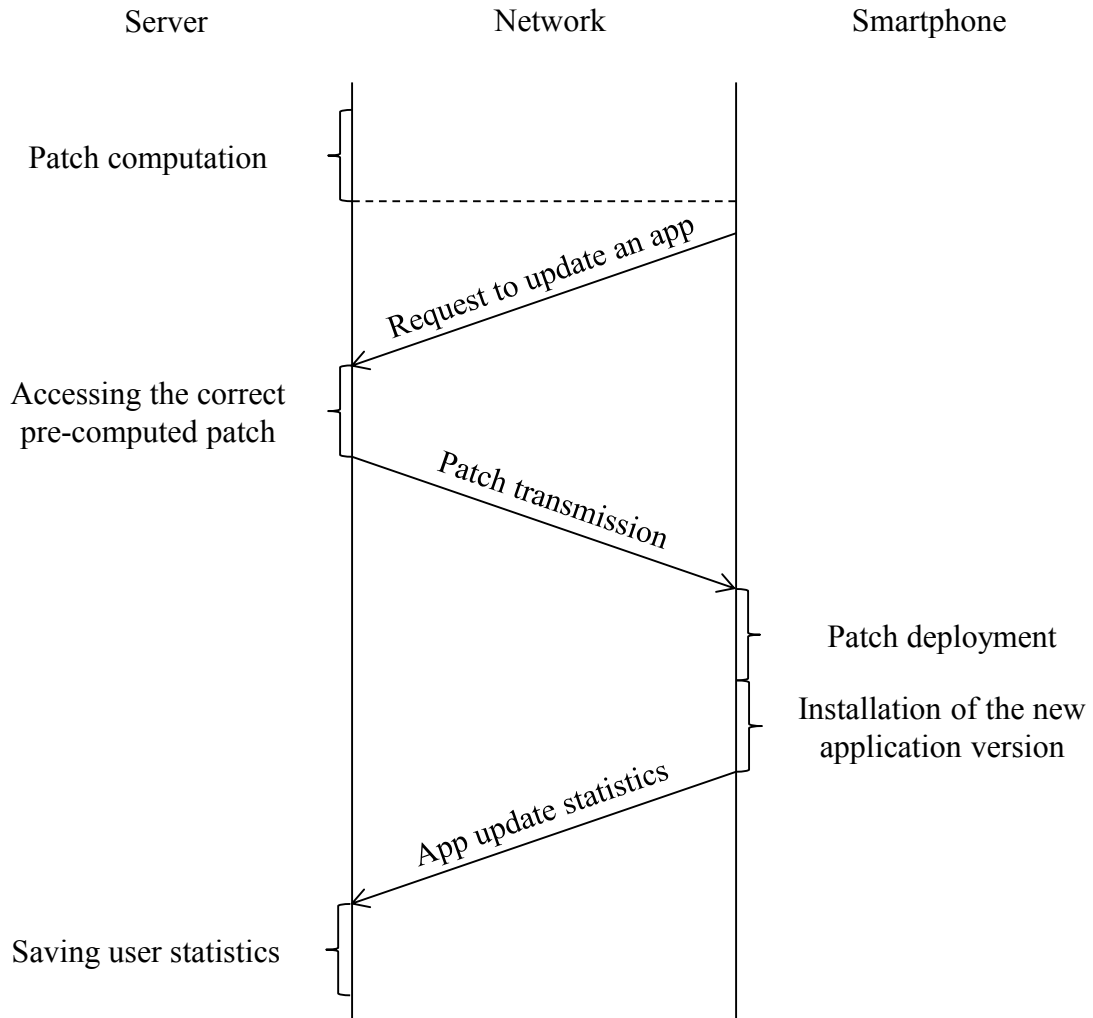 Server
Network
Smartphone
Patch computation
Request to update an app
Accessing the correct
pre-computed patch
Patch transmission
Patch deployment
Installation of the new
application version
App update statistics
Saving user statistics